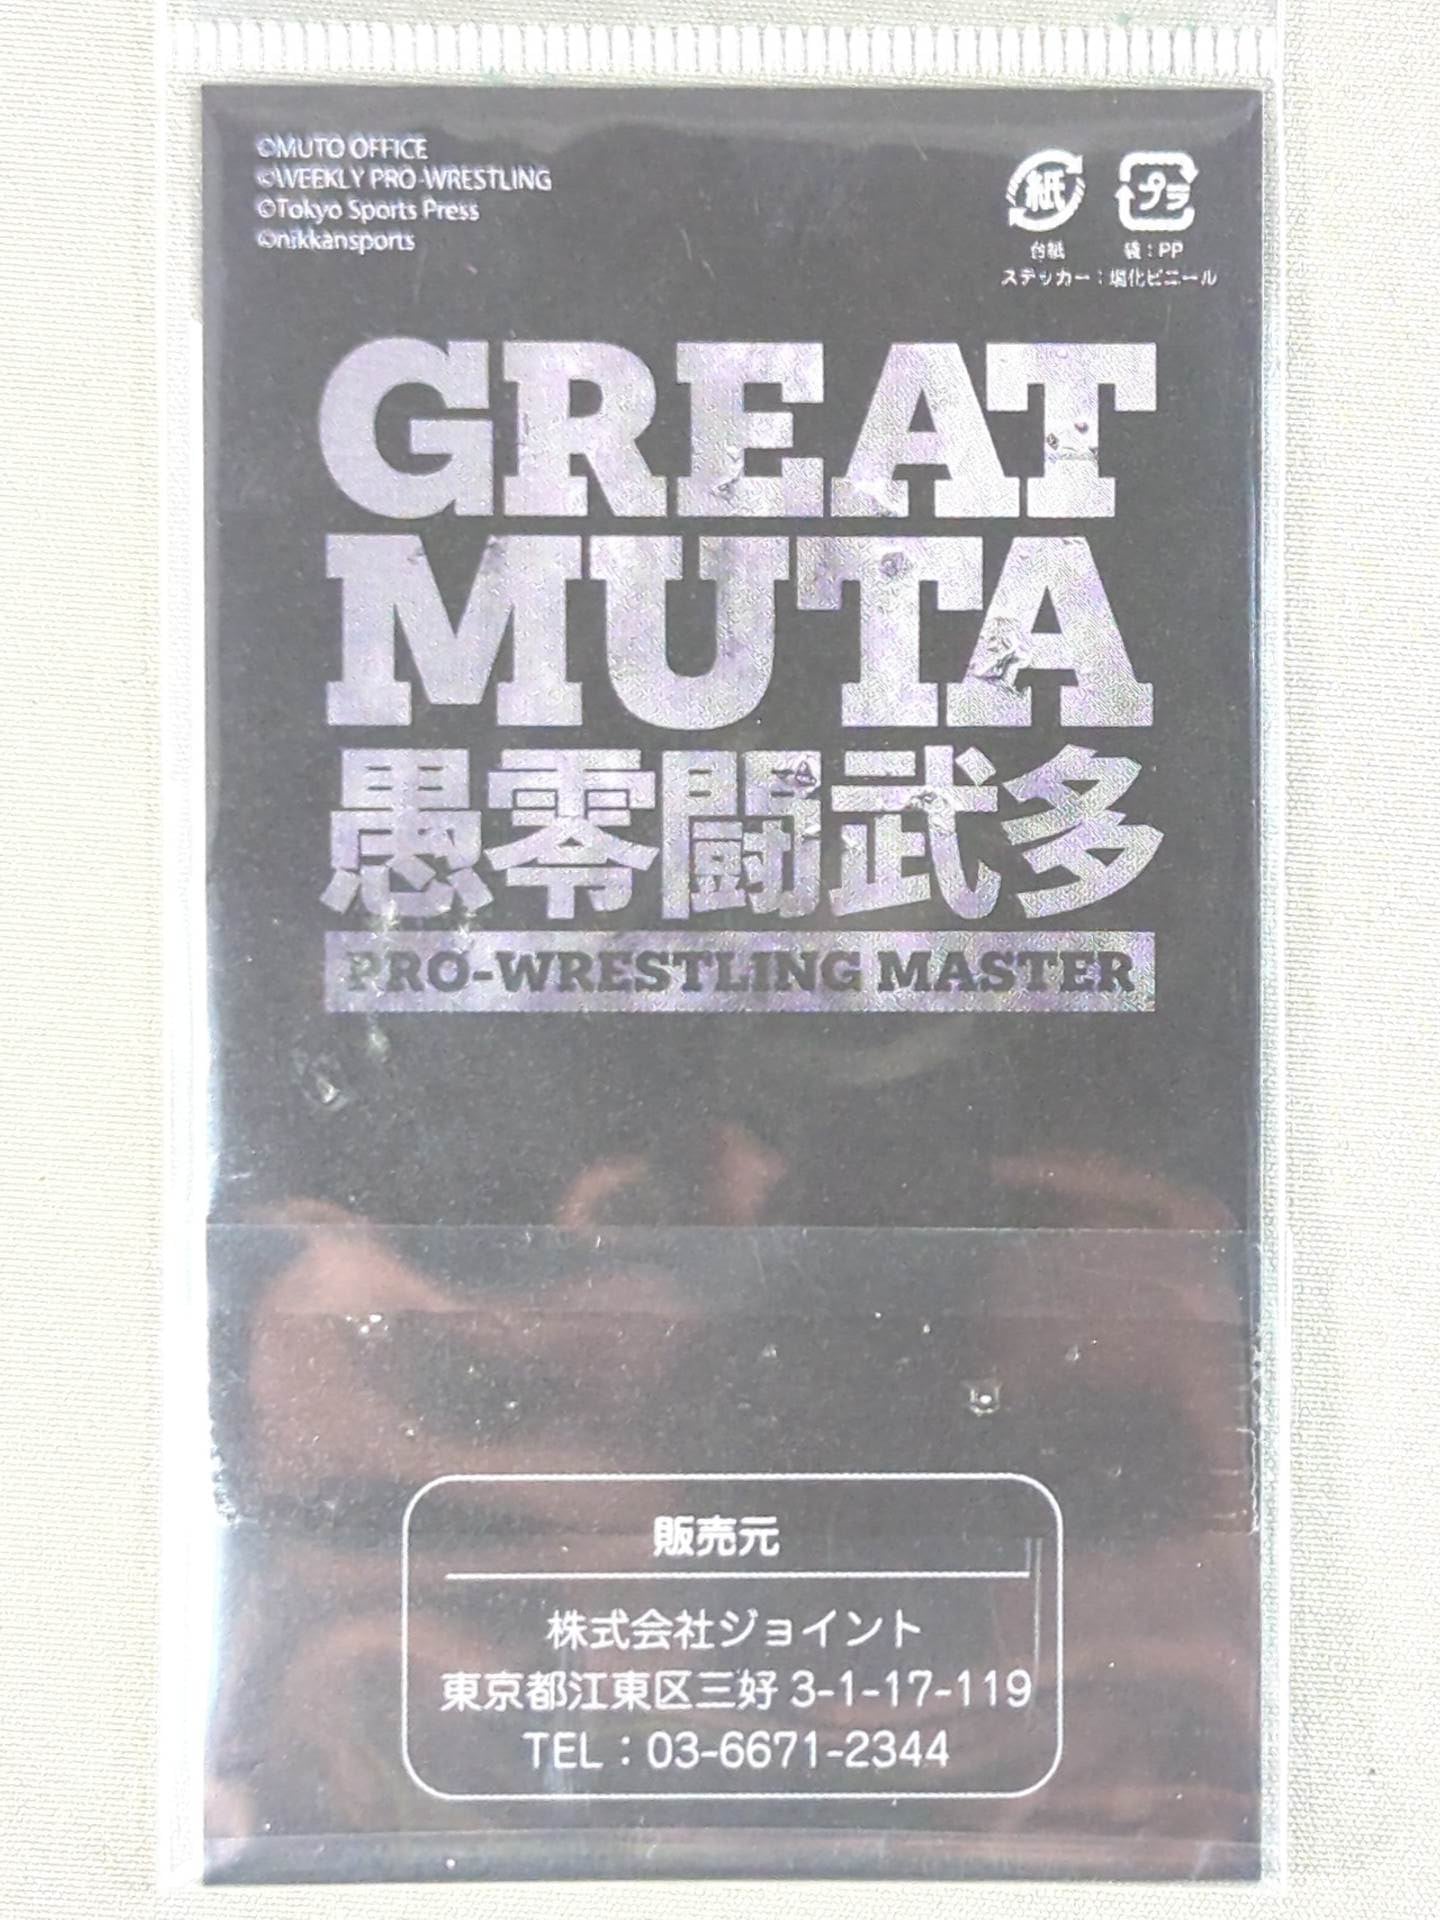 ©MUTO OFFICE
©WEEKLY PRO-WRESTLING
©Tokyo Sports Press
©nikkansports
紙 プラ
台紙 袋：PP
ステッカー：塩化ビニール
GREAT
MUTA
愚零闘武多
PRO-WRESTLING MASTER
販売元
株式会社ジョイント
東京都江東区三好 3-1-17-119
TEL：03-6671-2344